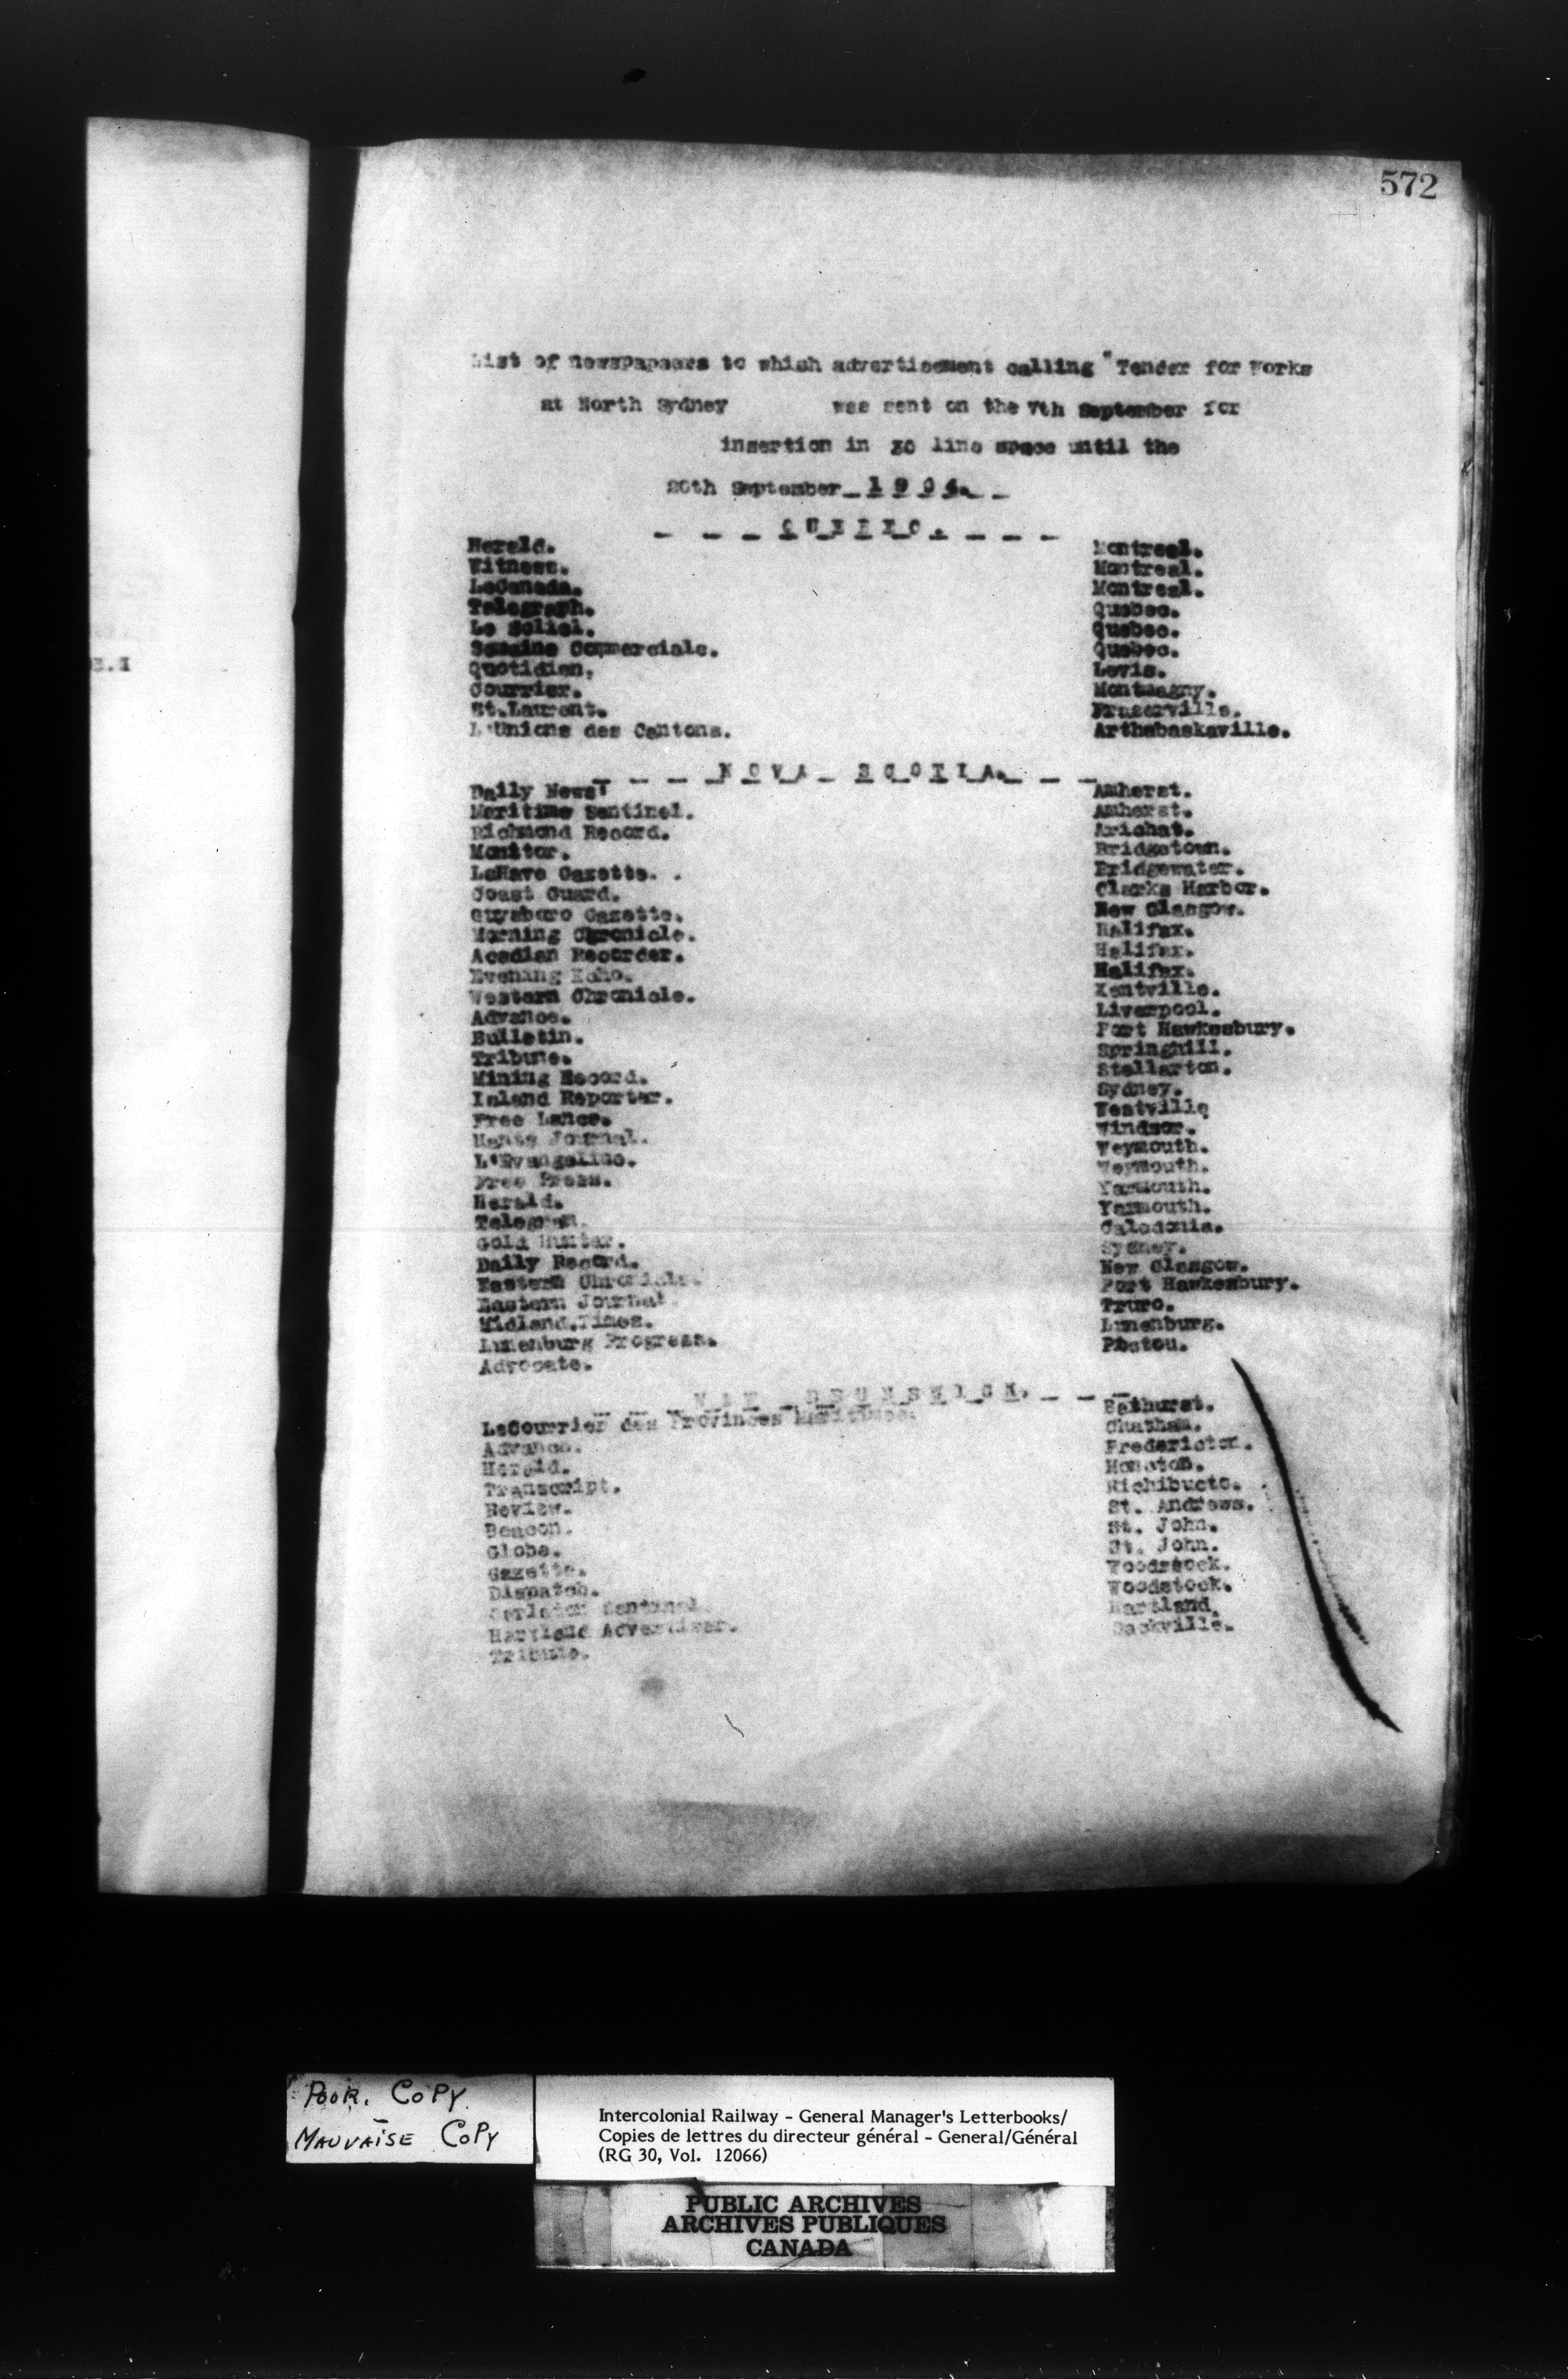 572
List of newspapaers to which advertisement calling "Tender for Works
at North Sydney was sent on the 7th September for
insertion in 30 line space until the
20th September 1904.
QUEBEC.
Herald. Montreal.
Witness. Montreal.
LeCanada. Montreal.
Telegraph. Quebec.
Le Soliel. Quebec.
Semaine Commerciale. Quebec.
Quotidien, Levis.
Courrier. Montmagny.
St.Laurent. Fraserville.
L'Unions des Cantons. Arthabaskaville.
NOVA SCOTIA.
Daily News Amherst.
Maritime Sentinel. Amherst.
Richmond Record. Arichat.
Monitor. Bridgetown.
LeHave Gazette. . Bridgewater.
Coast Guard. Clarks Harbor.
Guysboro Gazette. New Glasgow.
Morning Chronicle. Halifax.
Acadian Recorder. Halifax.
Evening Echo. Halifax.
Western Chronicle. Kentville.
Advance. Liverpool.
Bulletin. Port Hawkesbury.
Tribune. Springhill.
Mining Record. Stellarton.
Inland Reporter. Sydney.
Free Lance. Westville
Hants Journal. Windsor.
L'Evangeline. Weymouth.
Free Press. Weymouth.
Herald. Yarmouth.
Telegram. Yarmouth.
Gold Hunter. Caledonia.
Daily Record. Sydney.
Eastern Chronicle. New Glasgow.
Eastern Journal. Port Hawkesbury.
Midland.Times. Truro.
Lunenburg Progress. Lunenburg.
Advocate. Pictou.
NEW BRUNSWICK.
LeCourrier des Provinces Maritimes. Bathurst.
Advance. Chatham.
Herald. Fredericton.
Transcript. Moncton.
Review. Richibucto.
Beacon. St. Andrews.
Globe. St. John.
Gazette. St. John.
Dispatch. Woodstock.
Carleton Sentinel. Woodstock.
Hartland Advertiser. Hartland.
Tribune. Sackville.
POOR. COPY.
MAUVAISE COPY
Intercolonial Railway - General Manager's Letterbooks/
Copies de lettres du directeur général - General/Général
(RG 30, Vol. 12066)
PUBLIC ARCHIVES
ARCHIVES PUBLIQUES
CANADA